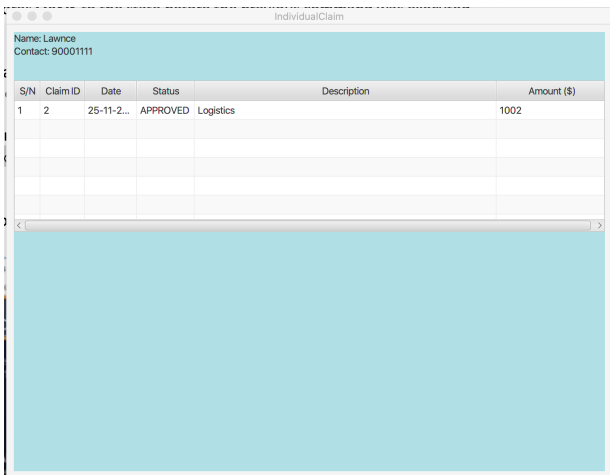 IndividualClaim
Name: Lawnce
Contact: 90001111
S/N Claim ID Date Status Description Amount ($)
1 2 25-11-2... APPROVED Logistics 1002